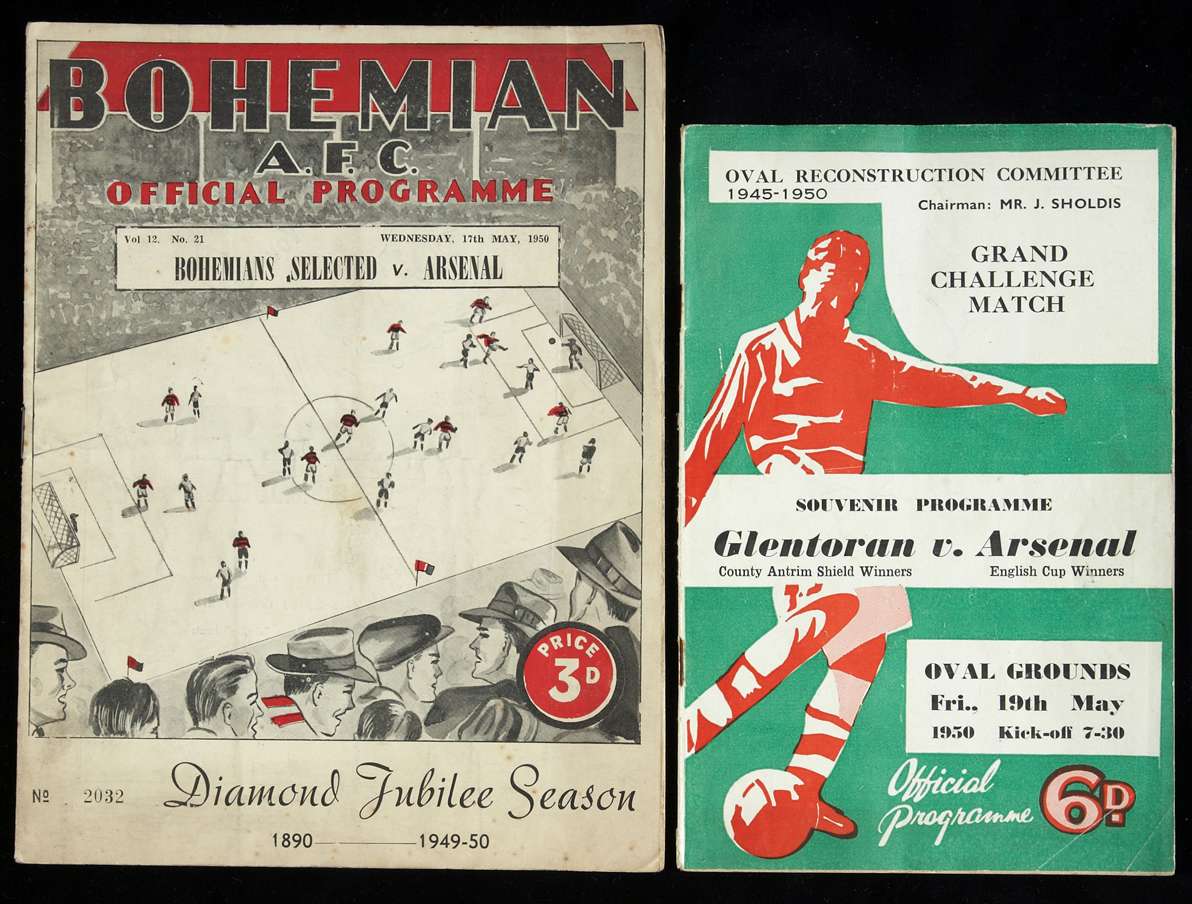 BOHEMIAN
A.F.C.
OFFICIAL PROGRAMME
Vol 12. No. 21 WEDNESDAY, 17th MAY, 1950
BOHEMIANS SELECTED v. ARSENAL
PRICE
3D
Nº 2032
Diamond Jubilee Season
1890 — 1949-50
OVAL RECONSTRUCTION COMMITTEE
1945-1950
Chairman: MR. J. SHOLDIS
GRAND
CHALLENGE
MATCH
SOUVENIR PROGRAMME
Glentoran v. Arsenal
County Antrim Shield Winners English Cup Winners
OVAL GROUNDS
Fri., 19th May
1950 Kick-off 7-30
Official
Programme
6D.